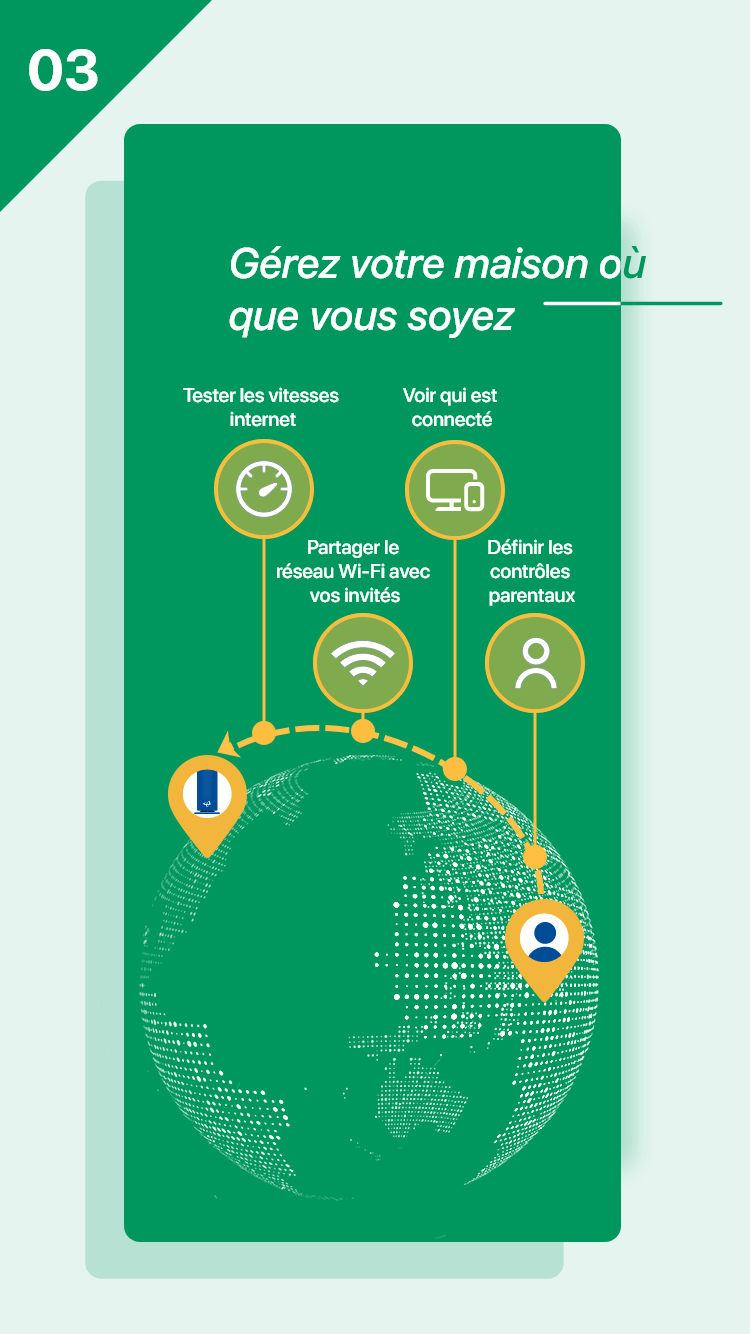 03
Gérez votre maison où
que vous soyez
Tester les vitesses
internet
Voir qui est
connecté
Partager le
réseau Wi-Fi avec
vos invités
Définir les
contrôles
parentaux